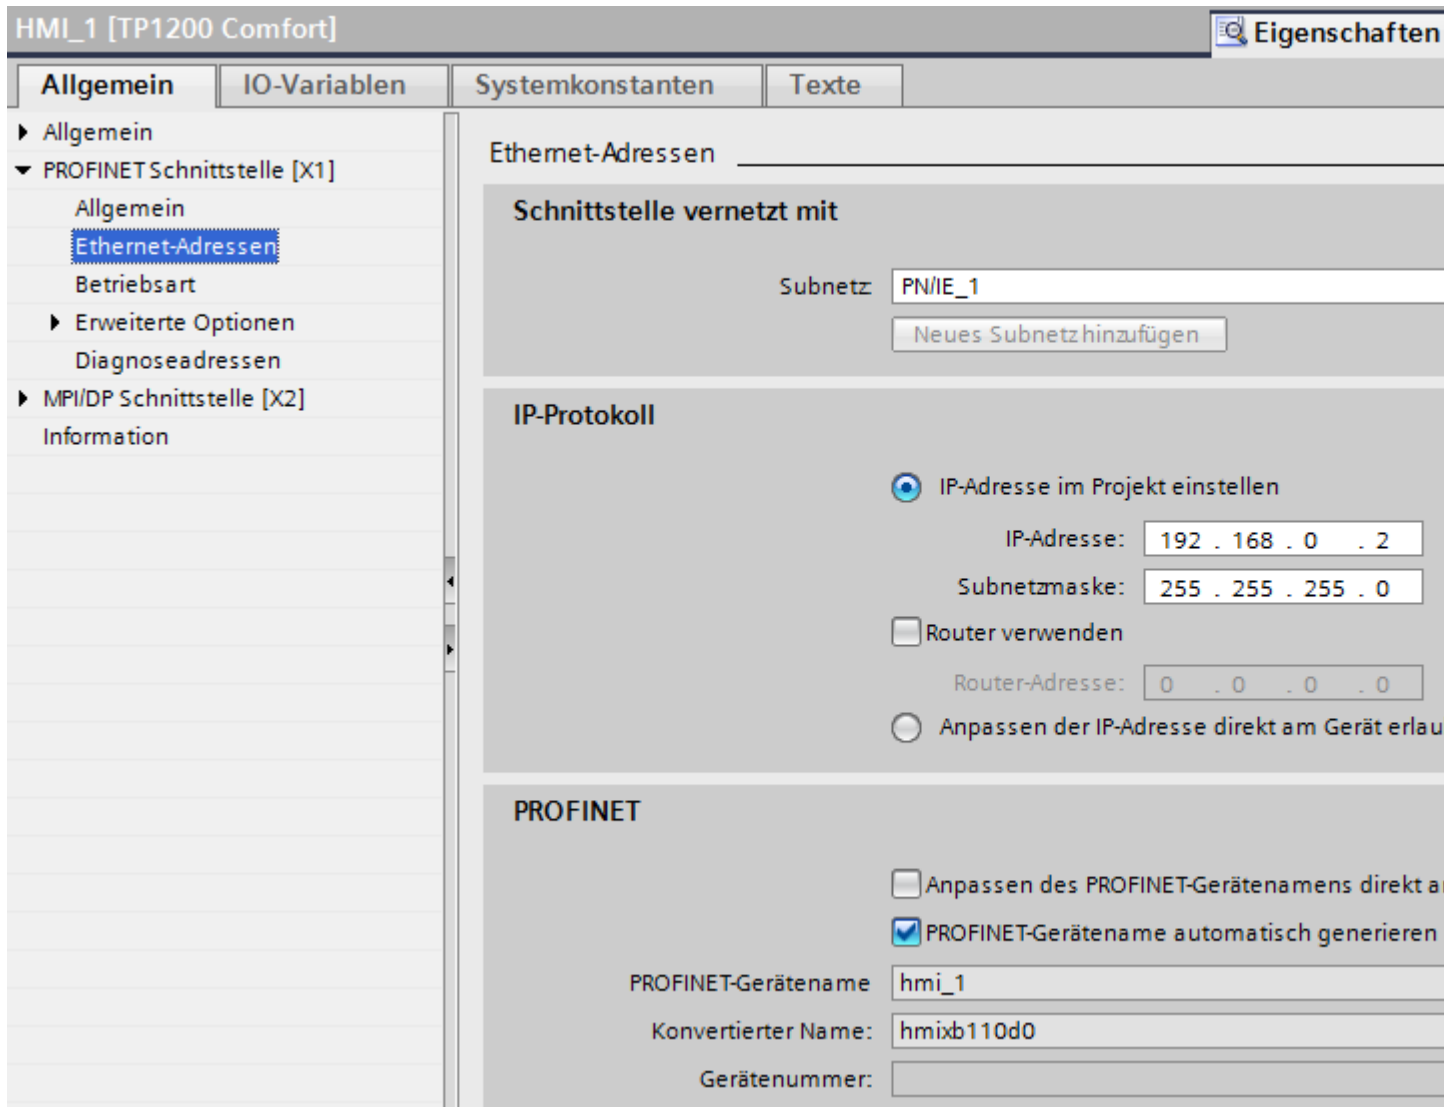 HMI_1 [TP1200 Comfort]
Eigenschaften
Allgemein
IO-Variablen
Systemkonstanten
Texte
Allgemein
PROFINET Schnittstelle [X1]
Allgemein
Ethernet-Adressen
Betriebsart
Erweiterte Optionen
Diagnoseadressen
MPI/DP Schnittstelle [X2]
Information
Ethernet-Adressen
Schnittstelle vernetzt mit
Subnetz: PN/IE_1
Neues Subnetz hinzufügen
IP-Protokoll
IP-Adresse im Projekt einstellen
IP-Adresse: 192 . 168 . 0 . 2
Subnetzmaske: 255 . 255 . 255 . 0
Router verwenden
Router-Adresse: 0 . 0 . 0 . 0
Anpassen der IP-Adresse direkt am Gerät erlau
PROFINET
Anpassen des PROFINET-Gerätenamens direkt a
PROFINET-Gerätename automatisch generieren
PROFINET-Gerätename hmi_1
Konvertierter Name: hmixb110d0
Gerätenummer: